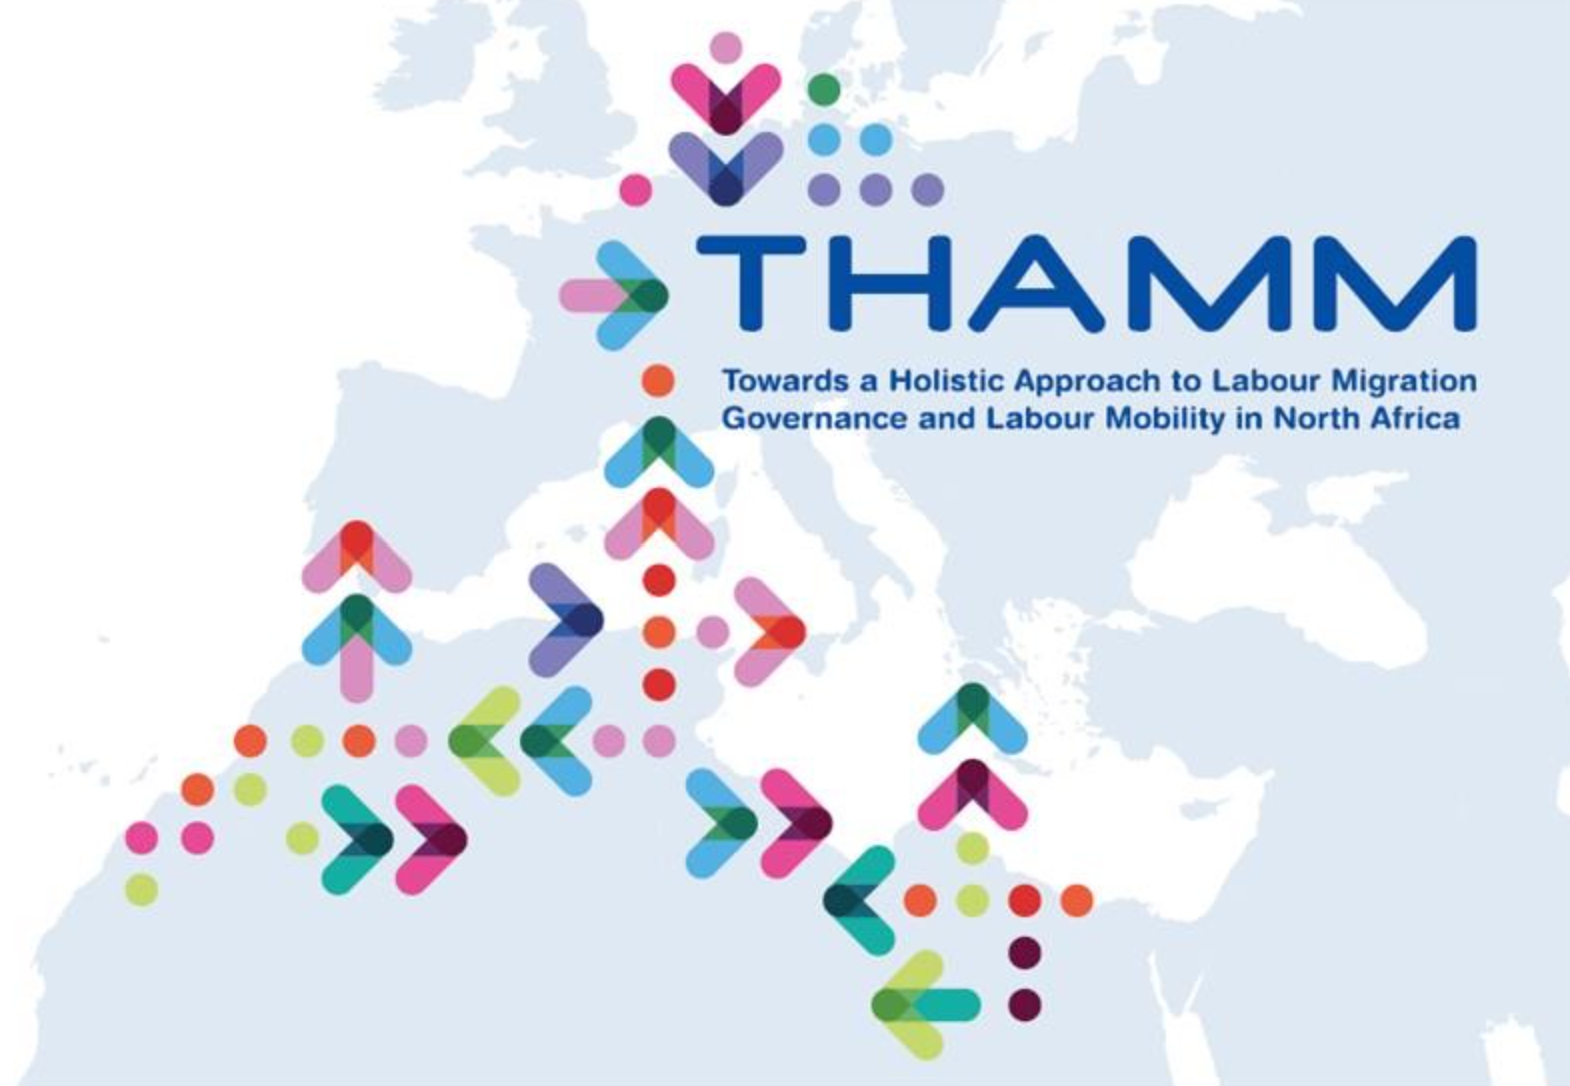 THAMM
Towards a Holistic Approach to Labour Migration
Governance and Labour Mobility in North Africa